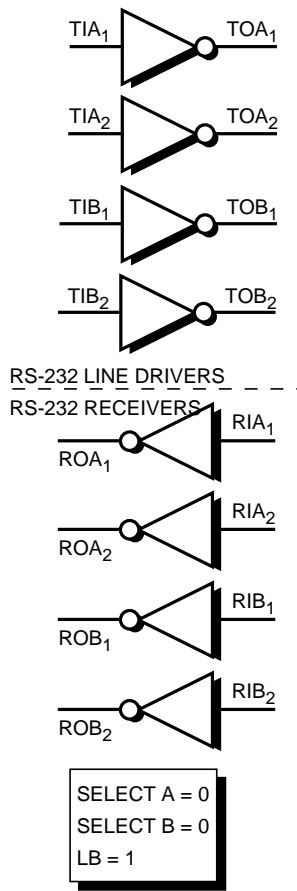 TIA1 TOA1
TIA2 TOA2
TIB1 TOB1
TIB2 TOB2
RS-232 LINE DRIVERS
RS-232 RECEIVERS
ROA1 RIA1
ROA2 RIA2
ROB1 RIB1
ROB2 RIB2
SELECT A = 0
SELECT B = 0
LB = 1